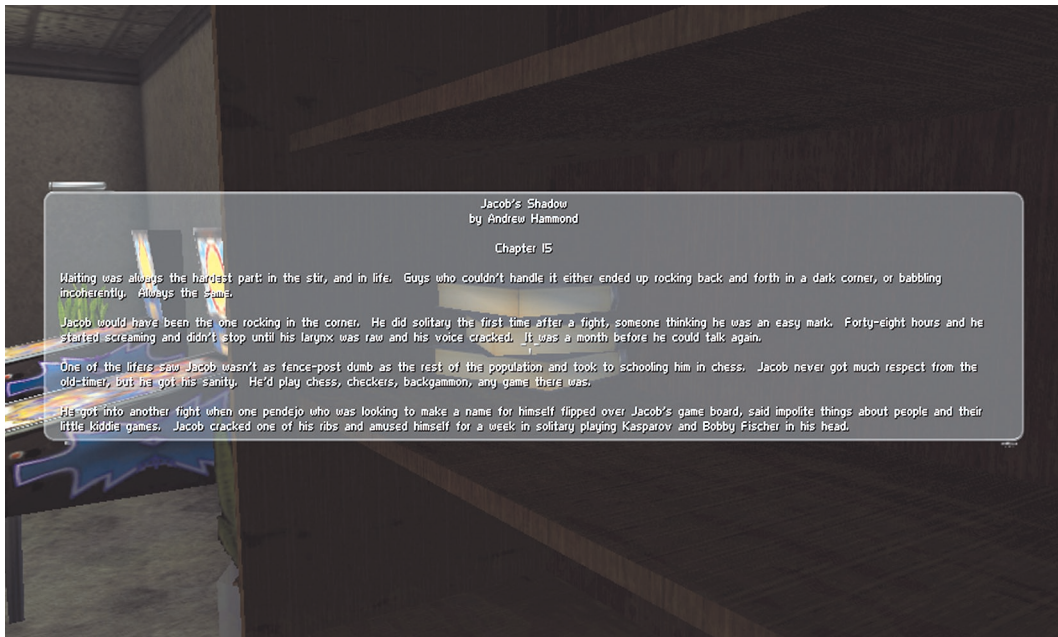 Jacob's Shadow
by Andrew Hammond
Chapter 15
Waiting was always the hardest part: in the stir, and in life.  Guys who couldn't handle it either ended up rocking back and forth in a dark corner, or babbling
incoherently.  Always the same.
Jacob would have been the one rocking in the corner.  He did solitary the first time after a fight, someone thinking he was an easy mark.  Forty-eight hours and he
started screaming and didn't stop until his larynx was raw and his voice cracked.  It was a month before he could talk again.
One of the lifers saw Jacob wasn't as fence-post dumb as the rest of the population and took to schooling him in chess.  Jacob never got much respect from the
old-timer, but he got his sanity.  He'd play chess, checkers, backgammon, any game there was.
He got into another fight when one pendejo who was looking to make a name for himself flipped over Jacob's game board, said impolite things about people and their
little kiddie games.  Jacob cracked one of his ribs and amused himself for a week in solitary playing Kasparov and Bobby Fischer in his head.